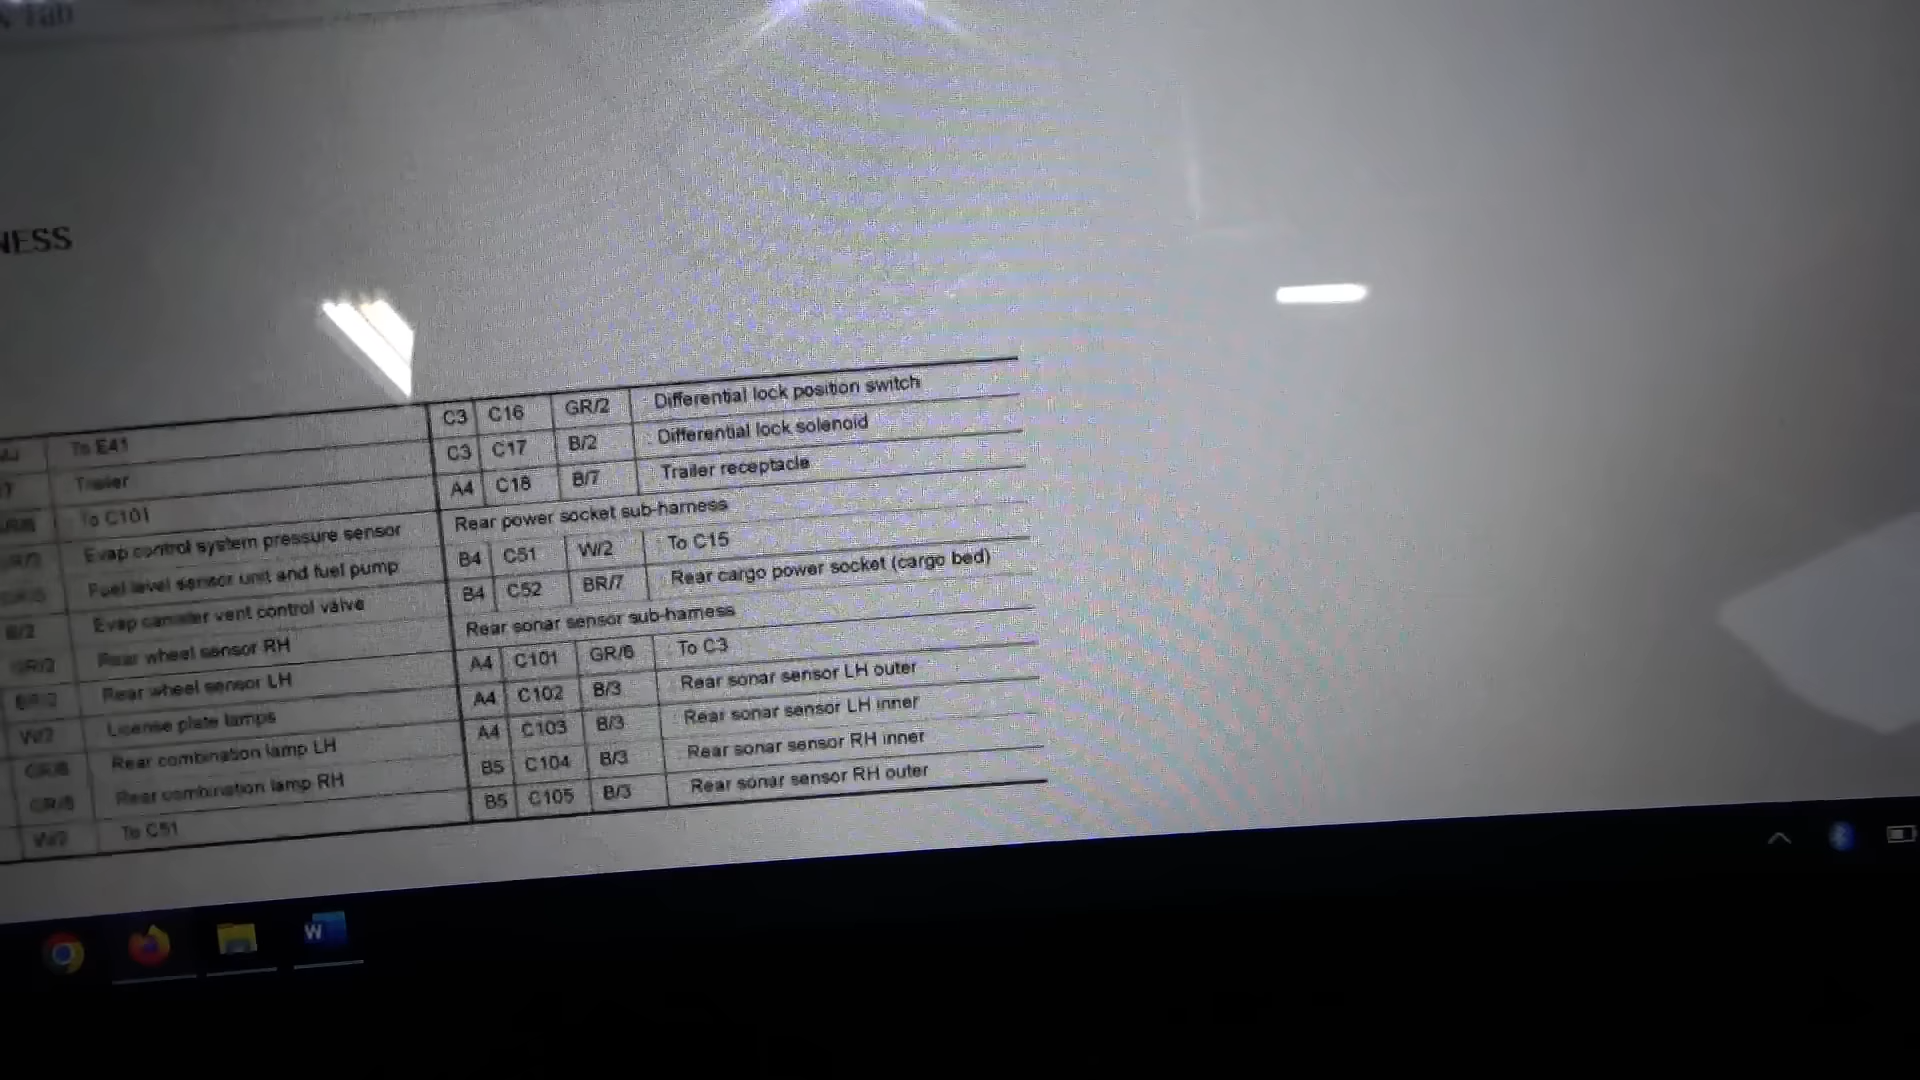 Tab
NESS
To E41
Trailer
To C101
Evap control system pressure sensor
Fuel level sensor unit and fuel pump
B/2 Evap canister vent control valve
GR/2 Rear wheel sensor RH
Rear wheel sensor LH
License plate lamps
Rear combination lamp LH
Rear combination lamp RH
W/2 To C51
C3 C16 GR/2 Differential lock position switch
C3 C17 B/2 Differential lock solenoid
A4 C18 B/7 Trailer receptacle
Rear power socket sub-harness
B4 C51 W/2 To C15
B4 C52 BR/7 Rear cargo power socket (cargo bed)
Rear sonar sensor sub-harness
A4 C101 GR/6 To C3
A4 C102 B/3 Rear sonar sensor LH outer
A4 C103 B/3 Rear sonar sensor LH inner
B5 C104 B/3 Rear sonar sensor RH inner
B5 C105 B/3 Rear sonar sensor RH outer
W